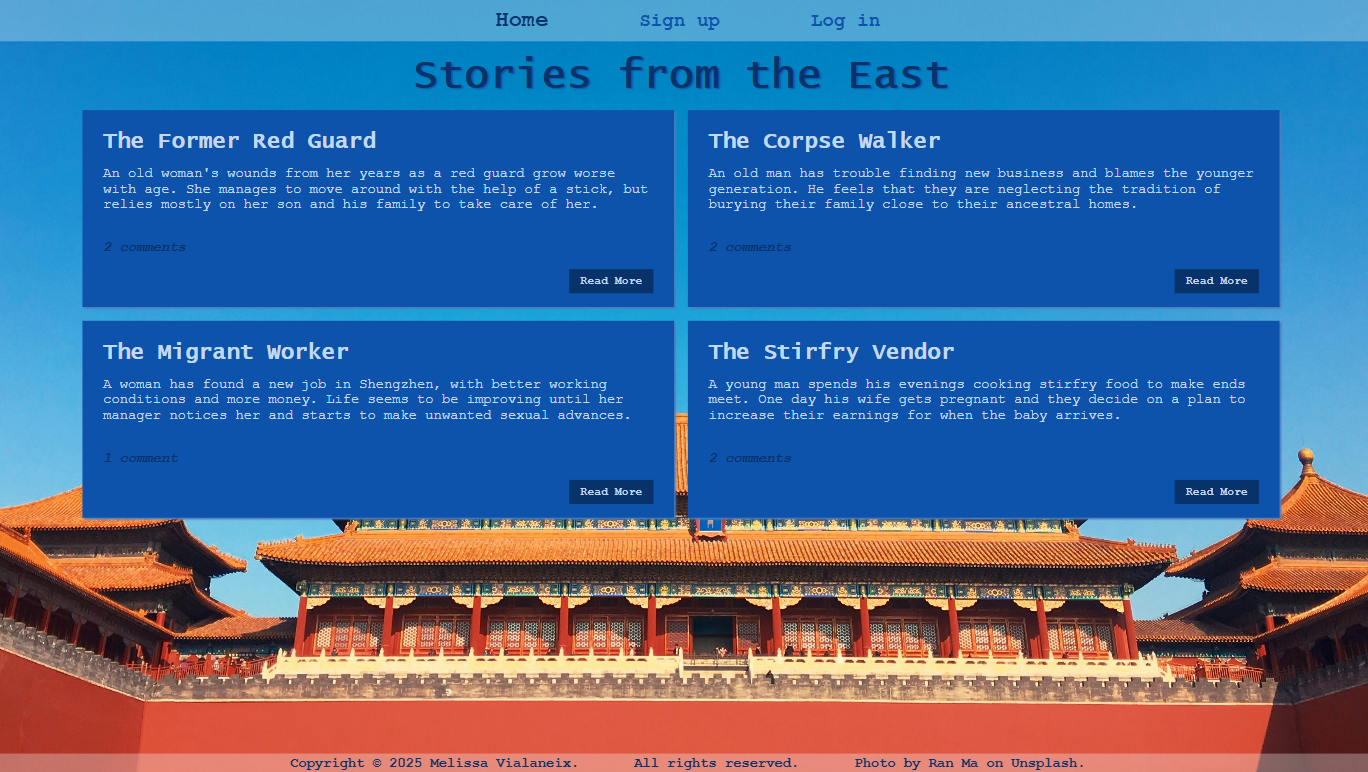 Home Sign up Log in
Stories from the East
The Former Red Guard
An old woman's wounds from her years as a red guard grow worse
with age. She manages to move around with the help of a stick, but
relies mostly on her son and his family to take care of her.
2 comments
Read More
The Corpse Walker
An old man has trouble finding new business and blames the younger
generation. He feels that they are neglecting the tradition of
burying their family close to their ancestral homes.
2 comments
Read More
The Migrant Worker
A woman has found a new job in Shengzhen, with better working
conditions and more money. Life seems to be improving until her
manager notices her and starts to make unwanted sexual advances.
1 comment
Read More
The Stirfry Vendor
A young man spends his evenings cooking stirfry food to make ends
meet. One day his wife gets pregnant and they decide on a plan to
increase their earnings for when the baby arrives.
2 comments
Read More
Copyright © 2025 Melissa Vialaneix. All rights reserved. Photo by Ran Ma on Unsplash.